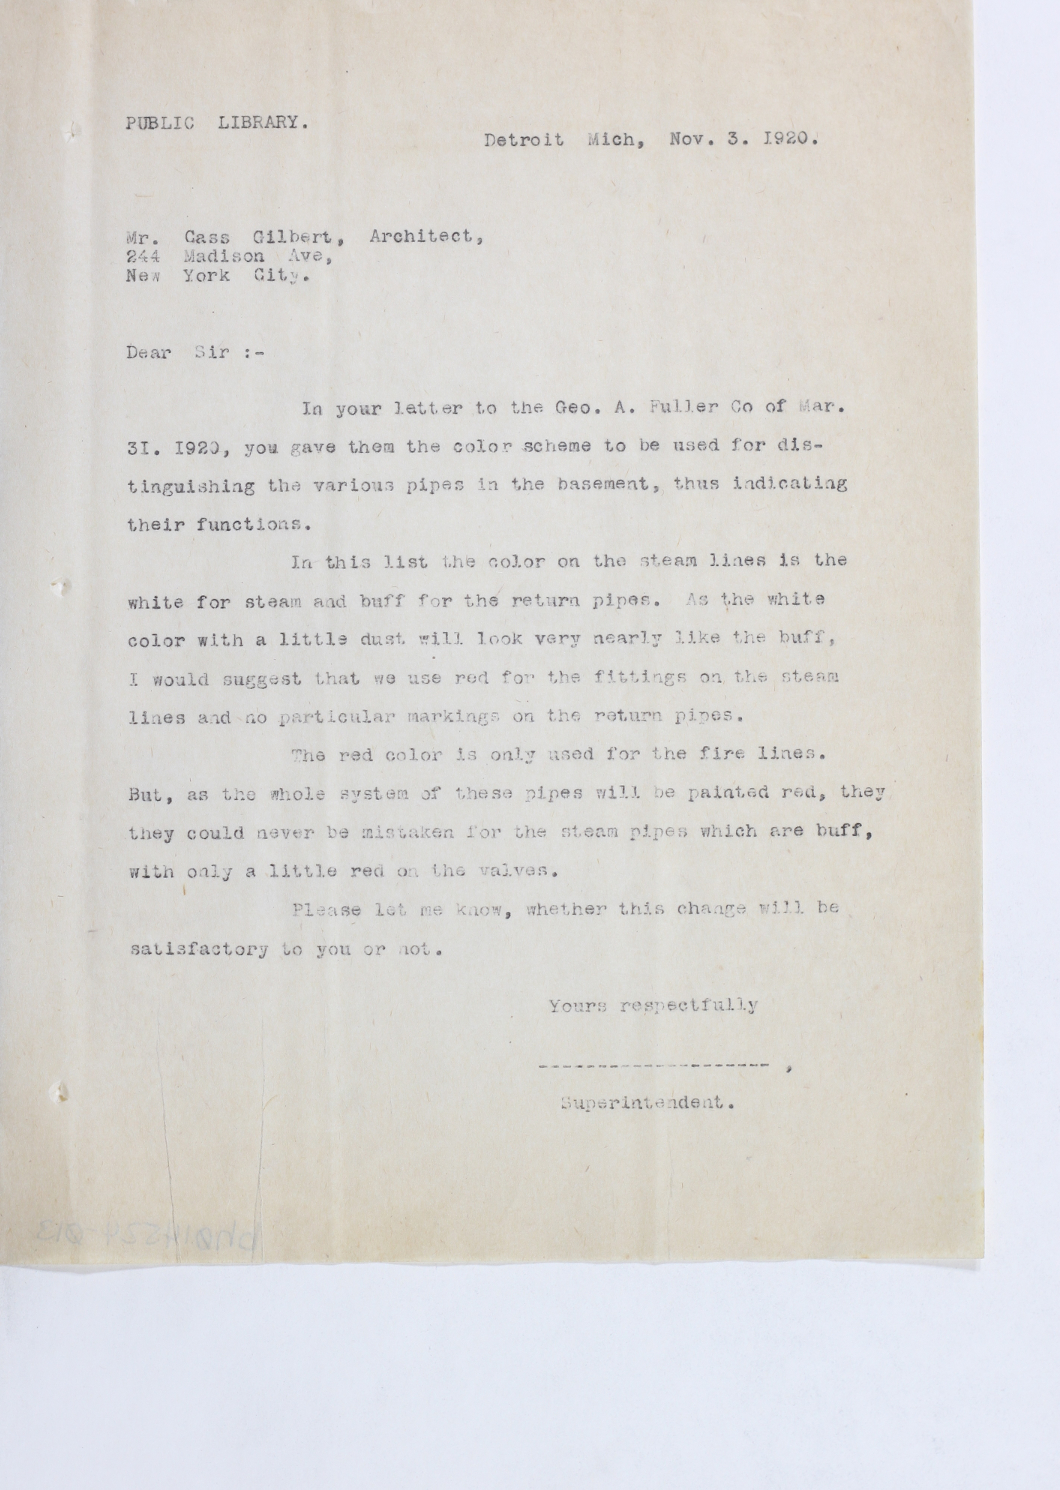 PUBLIC LIBRARY.
Detroit Mich, Nov. 3. I920.
Mr. Cass Gilbert, Architect,
244 Madison Ave,
New York City.
Dear Sir :-
In your letter to the Geo. A. Fuller Co of Mar.
3I. I920, you gave them the color scheme to be used for dis-
tinguishing the various pipes in the basement, thus indicating
their functions.
In this list the color on the steam lines is the
white for steam and buff for the return pipes. As the white
color with a little dust will look very nearly like the buff,
I would suggest that we use red for the fittings on the steam
lines and no particular markings on the return pipes.
The red color is only used for the fire lines.
But, as the whole system of these pipes will be painted red, they
they could never be mistaken for the steam pipes which are buff,
with only a little red on the valves.
Please let me know, whether this change will be
satisfactory to you or not.
Yours respectfully
-------------------- ,
Superintendent.